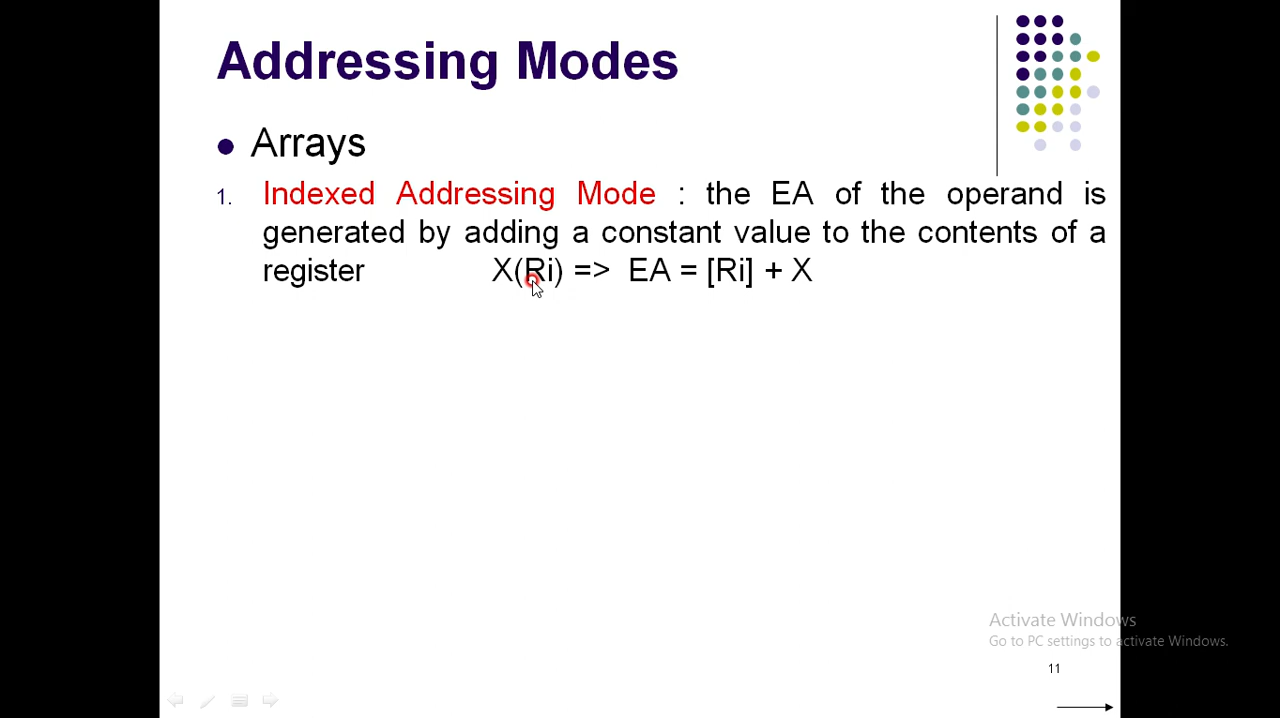 Addressing Modes
Arrays
1. Indexed Addressing Mode : the EA of the operand is
generated by adding a constant value to the contents of a
register X(Ri) => EA = [Ri] + X
Activate Windows
Go to PC settings to activate Windows.
11